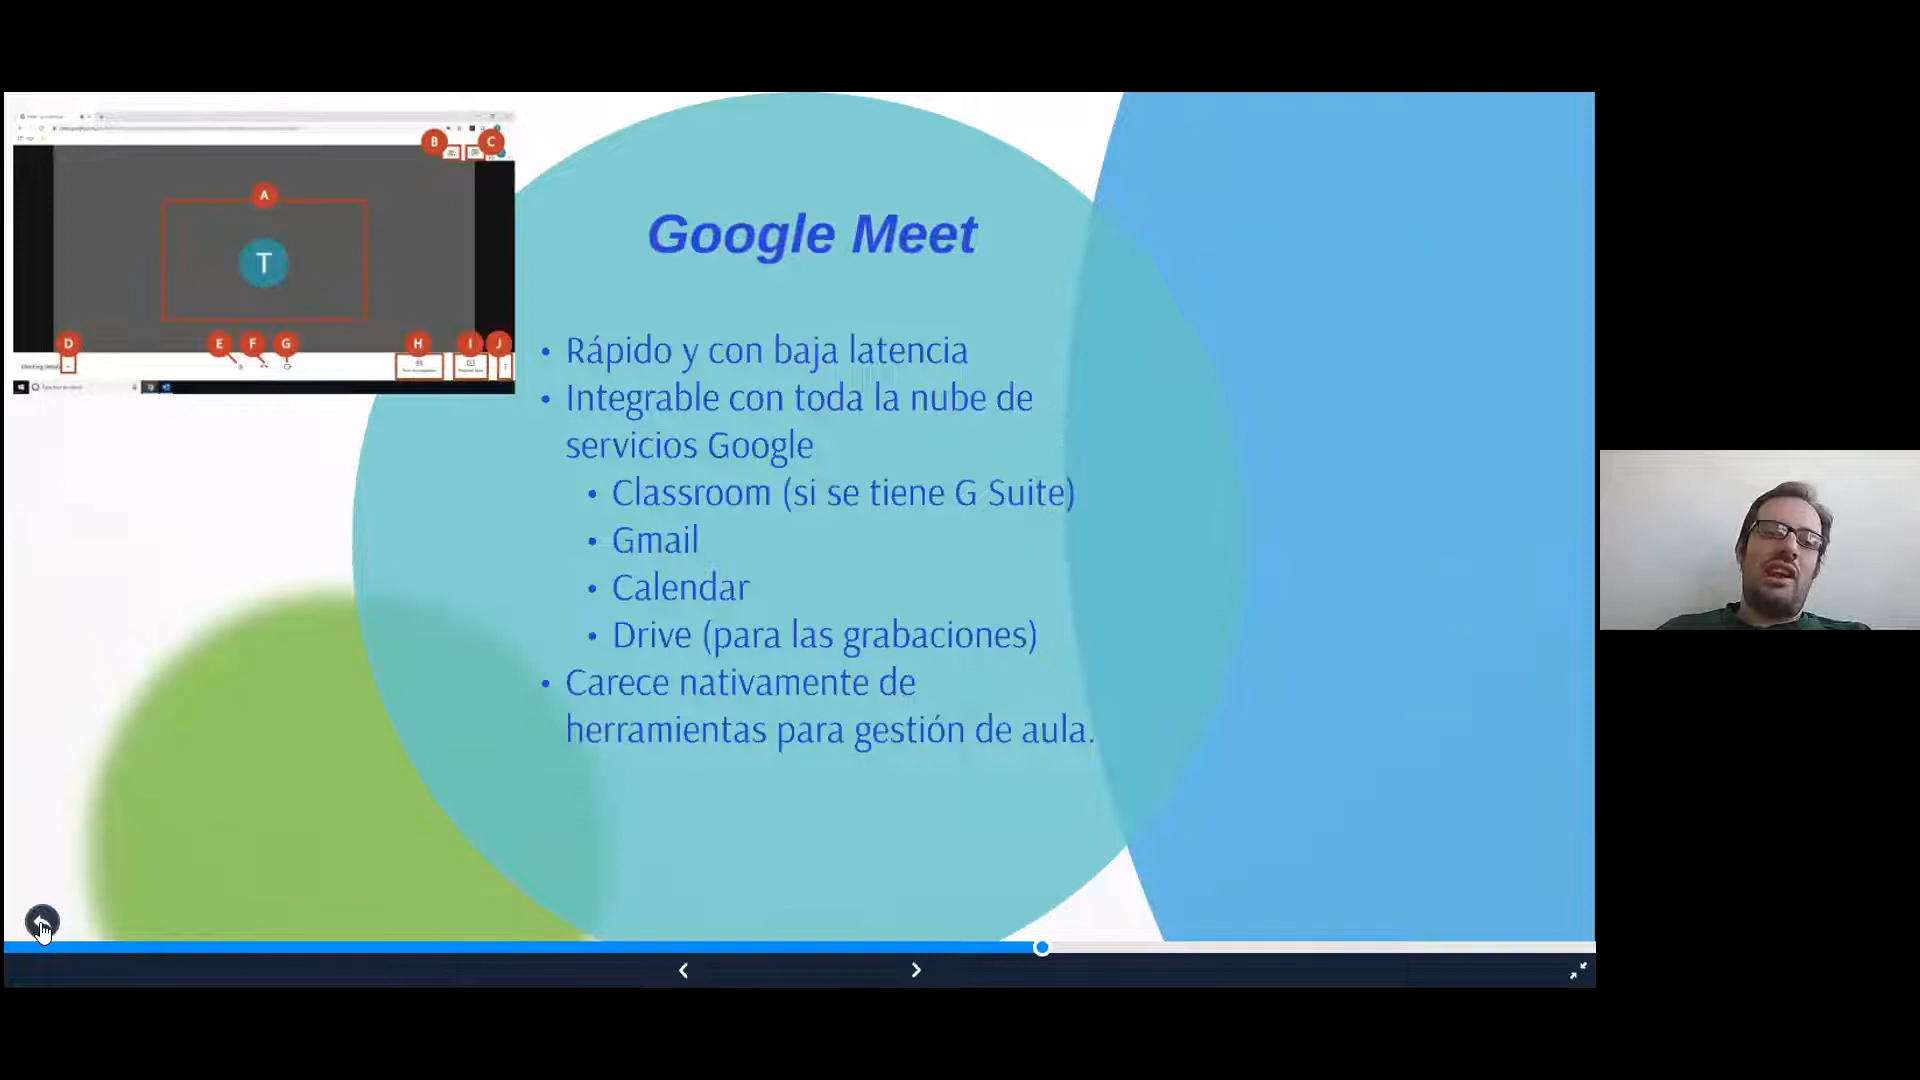 B
C
A
T
D
E
F
G
H
I
J
Google Meet
• Rápido y con baja latencia
• Integrable con toda la nube de
servicios Google
• Classroom (si se tiene G Suite)
• Gmail
• Calendar
• Drive (para las grabaciones)
• Carece nativamente de
herramientas para gestión de aula.